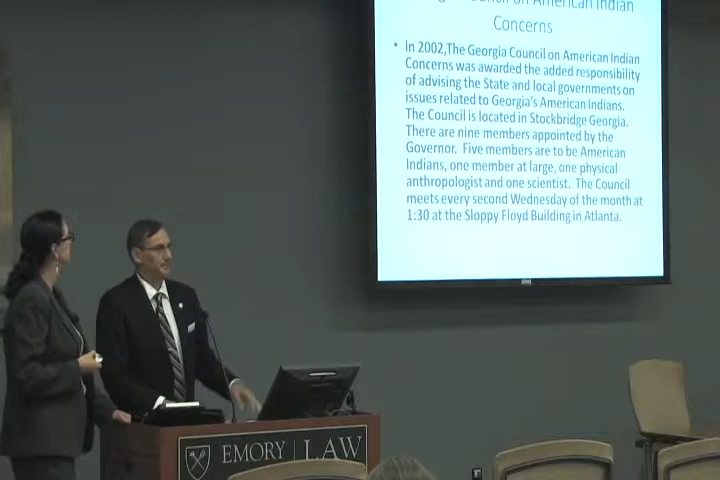 Council on American Indian
Concerns
• In 2002,The Georgia Council on American Indian
Concerns was awarded the added responsibility
of advising the State and local governments on
issues related to Georgia's American Indians.
The Council is located in Stockbridge Georgia.
There are nine members appointed by the
Governor. Five members are to be American
Indians, one member at large, one physical
anthropologist and one scientist. The Council
meets every second Wednesday of the month at
1:30 at the Sloppy Floyd Building in Atlanta.
EMORY | LAW